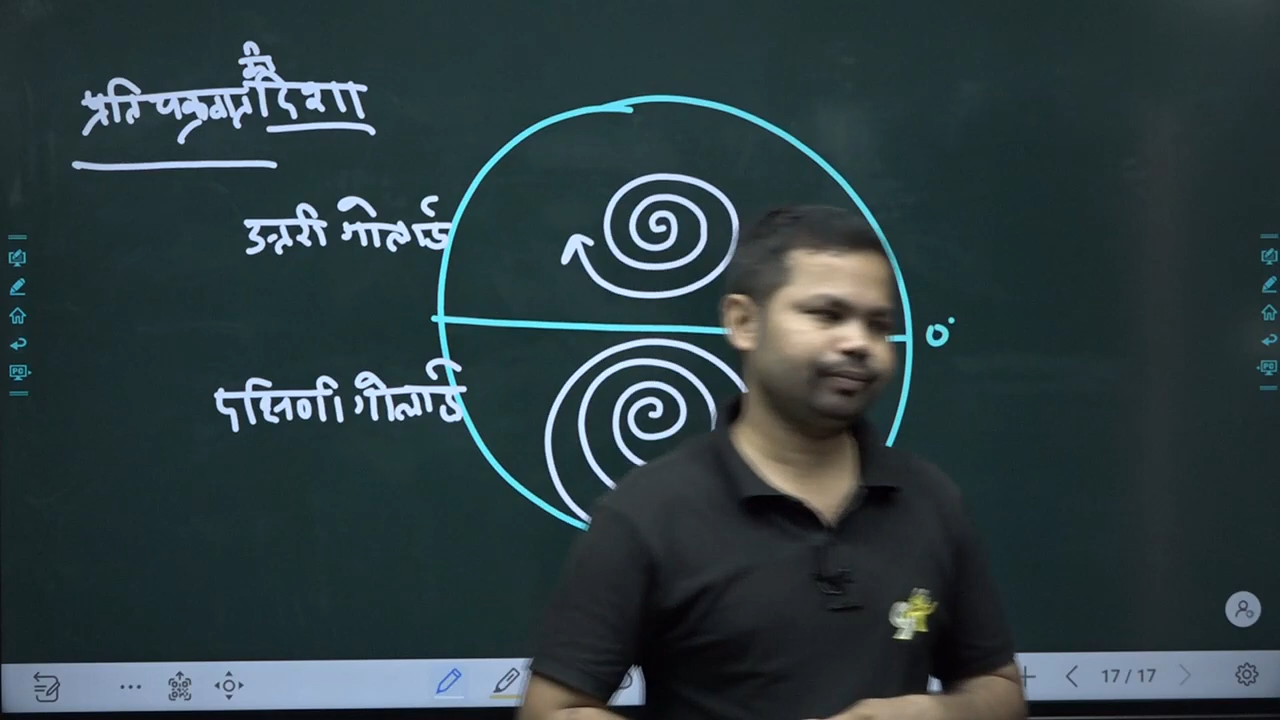 प्रतिचक्रवात की दिशा
उत्तरी गोलार्ड
0°
दक्षिणी गोलार्ड
17/17